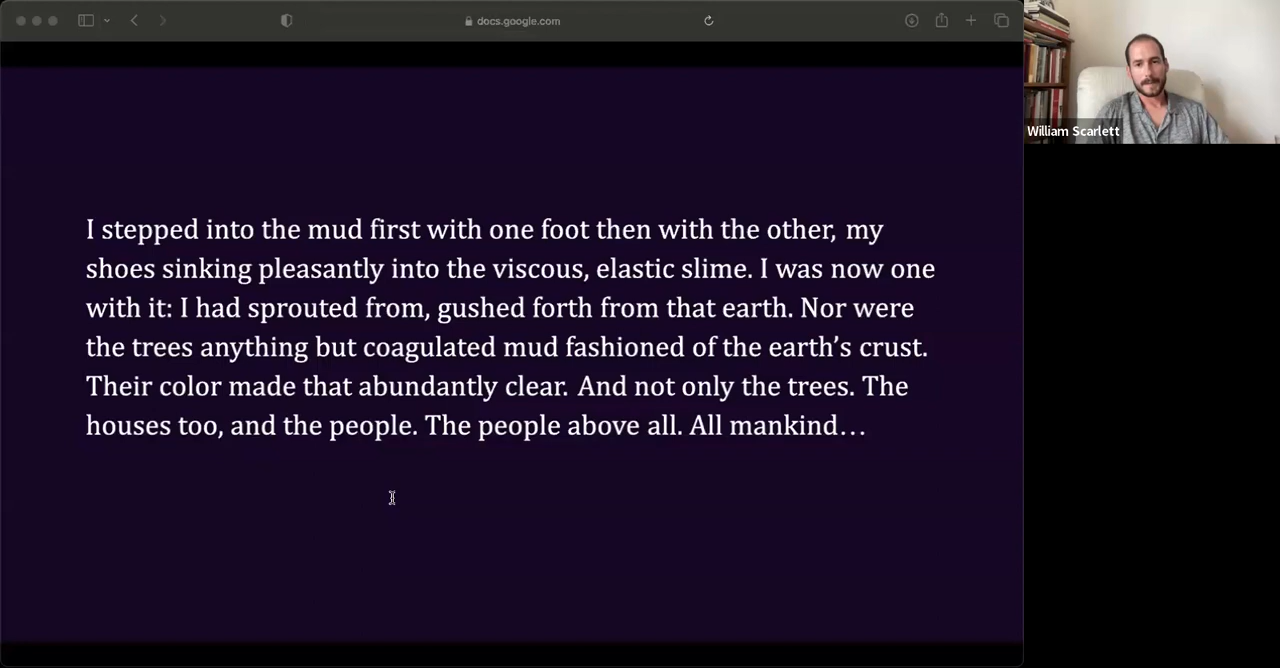 docs.google.com
William Scarlett
I stepped into the mud first with one foot then with the other, my
shoes sinking pleasantly into the viscous, elastic slime. I was now one
with it: I had sprouted from, gushed forth from that earth. Nor were
the trees anything but coagulated mud fashioned of the earth’s crust.
Their color made that abundantly clear. And not only the trees. The
houses too, and the people. The people above all. All mankind…